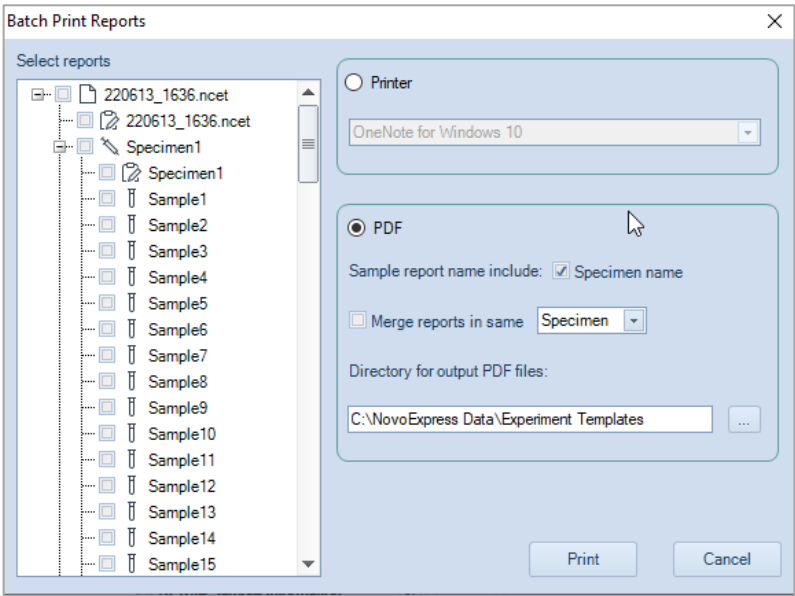 Batch Print Reports
Select reports
220613_1636.ncet
220613_1636.ncet
Specimen1
Specimen1
Sample1
Sample2
Sample3
Sample4
Sample5
Sample6
Sample7
Sample8
Sample9
Sample10
Sample11
Sample12
Sample13
Sample14
Sample15
Printer
OneNote for Windows 10
PDF
Sample report name include: Specimen name
Merge reports in same Specimen
Directory for output PDF files:
C:\NovoExpress Data\Experiment Templates
...
Print Cancel